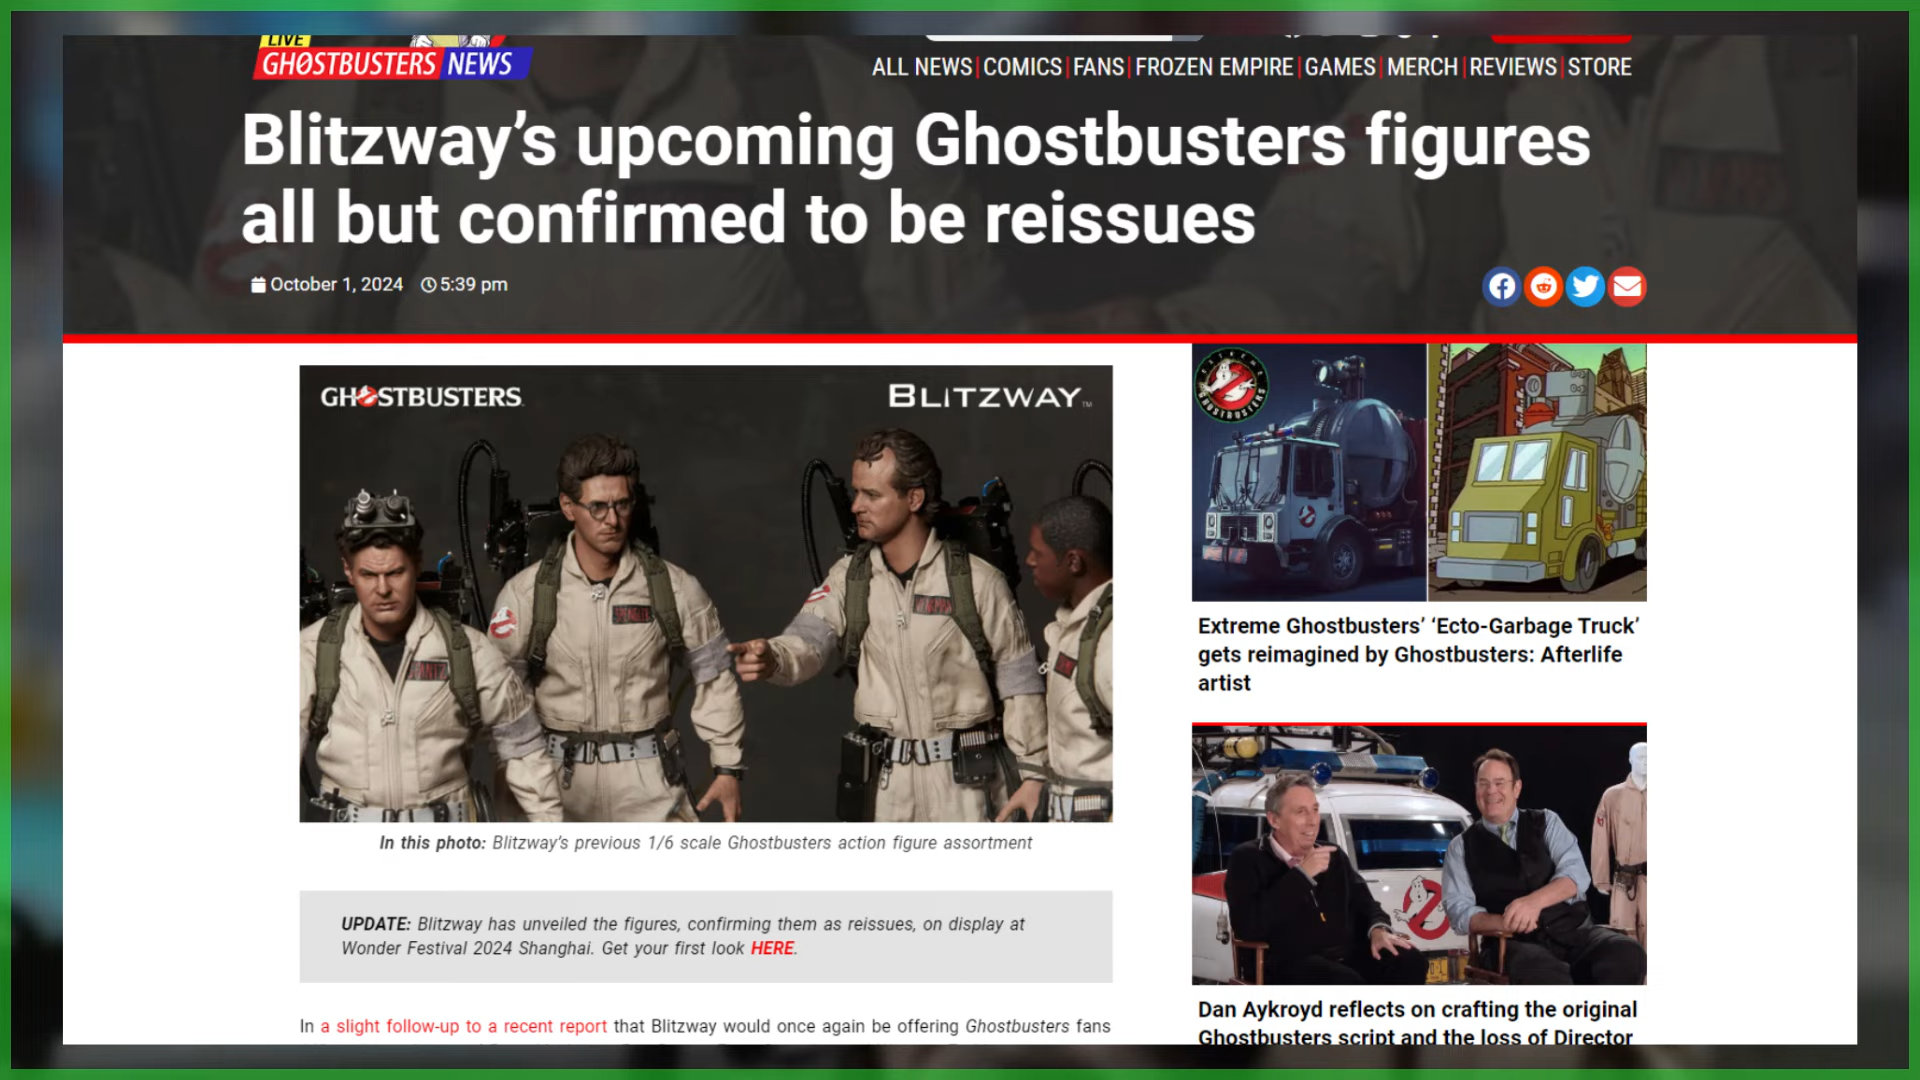 LIVE
GHOSTBUSTERS NEWS
ALL NEWS | COMICS | FANS | FROZEN EMPIRE | GAMES | MERCH | REVIEWS | STORE
Blitzway’s upcoming Ghostbusters figures
all but confirmed to be reissues
October 1, 2024 5:39 pm
GHOSTBUSTERS
BLITZWAY™
SPENGLER
EXTREME GHOSTBUSTERS
In this photo: Blitzway’s previous 1/6 scale Ghostbusters action figure assortment
UPDATE: Blitzway has unveiled the figures, confirming them as reissues, on display at
Wonder Festival 2024 Shanghai. Get your first look HERE.
In a slight follow-up to a recent report that Blitzway would once again be offering Ghostbusters fans
Extreme Ghostbusters’ ‘Ecto-Garbage Truck’
gets reimagined by Ghostbusters: Afterlife
artist
Dan Aykroyd reflects on crafting the original
Ghostbusters script and the loss of Director